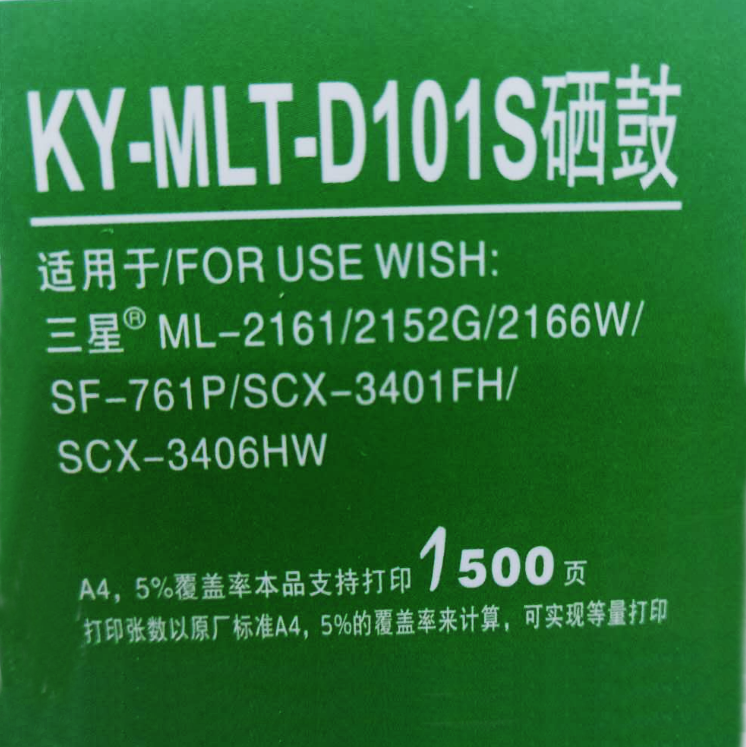 KY-MLT-D101S硒鼓
适用于/FOR USE WISH:
三星® ML-2161/2152G/2166W/
SF-761P/SCX-3401FH/
SCX-3406HW
A4，5%覆盖率本品支持打印1500页
打印张数以原厂标准A4，5%的覆盖率来计算，可实现等量打印